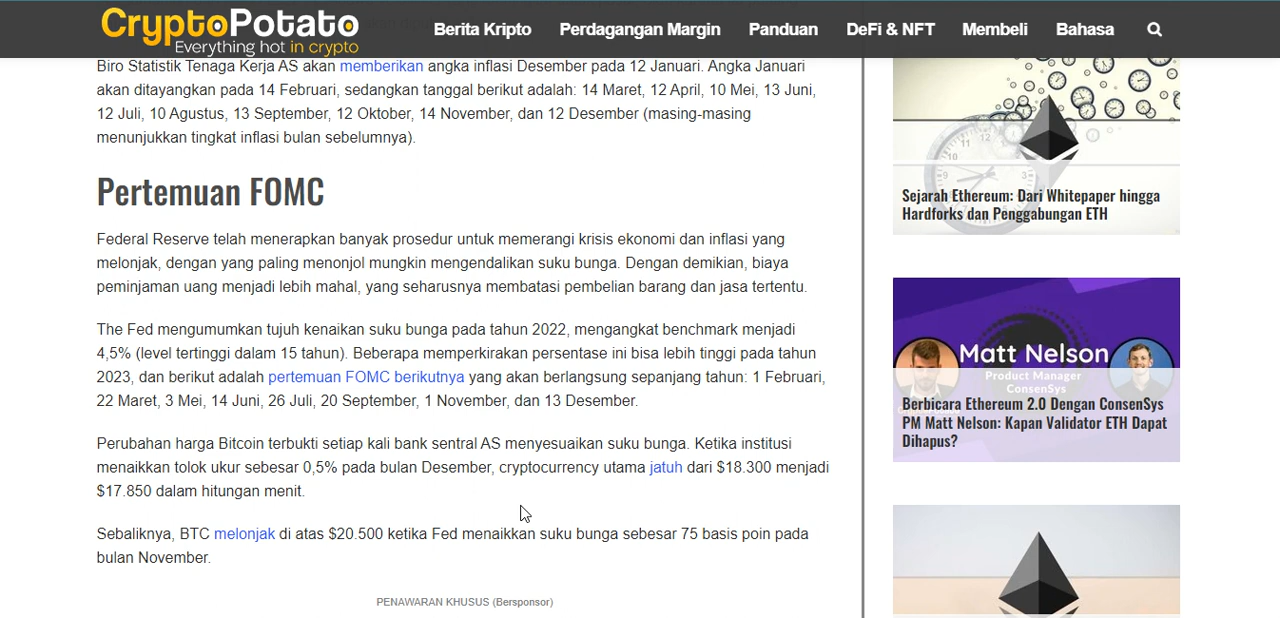 CryptoPotato
Everything hot in crypto
Berita Kripto
Perdagangan Margin
Panduan
DeFi & NFT
Membeli
Bahasa
Biro Statistik Tenaga Kerja AS akan memberikan angka inflasi Desember pada 12 Januari. Angka Januari
akan ditayangkan pada 14 Februari, sedangkan tanggal berikut adalah: 14 Maret, 12 April, 10 Mei, 13 Juni,
12 Juli, 10 Agustus, 13 September, 12 Oktober, 14 November, dan 12 Desember (masing-masing
menunjukkan tingkat inflasi bulan sebelumnya).
Pertemuan FOMC
Federal Reserve telah menerapkan banyak prosedur untuk memerangi krisis ekonomi dan inflasi yang
melonjak, dengan yang paling menonjol mungkin mengendalikan suku bunga. Dengan demikian, biaya
peminjaman uang menjadi lebih mahal, yang seharusnya membatasi pembelian barang dan jasa tertentu.
The Fed mengumumkan tujuh kenaikan suku bunga pada tahun 2022, mengangkat benchmark menjadi
4,5% (level tertinggi dalam 15 tahun). Beberapa memperkirakan persentase ini bisa lebih tinggi pada tahun
2023, dan berikut adalah pertemuan FOMC berikutnya yang akan berlangsung sepanjang tahun: 1 Februari,
22 Maret, 3 Mei, 14 Juni, 26 Juli, 20 September, 1 November, dan 13 Desember.
Perubahan harga Bitcoin terbukti setiap kali bank sentral AS menyesuaikan suku bunga. Ketika institusi
menaikkan tolok ukur sebesar 0,5% pada bulan Desember, cryptocurrency utama jatuh dari $18.300 menjadi
$17.850 dalam hitungan menit.
Sebaliknya, BTC melonjak di atas $20.500 ketika Fed menaikkan suku bunga sebesar 75 basis poin pada
bulan November.
PENAWARAN KHUSUS (Bersponsor)
11
12
9
3
Sejarah Ethereum: Dari Whitepaper hingga
Hardforks dan Penggabungan ETH
Matt Nelson
Product Manager
ConsenSys
Berbicara Ethereum 2.0 Dengan ConsenSys
PM Matt Nelson: Kapan Validator ETH Dapat
Dihapus?